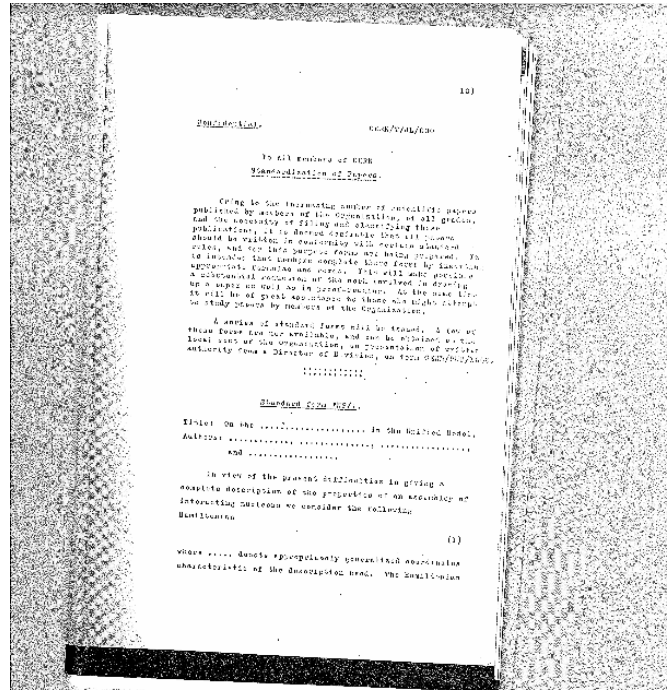 10)
Confidential.
CERN/T/
To all members of CERN
Standardization of Papers.
Owing to the increasing number of scientific papers
published by members of the Organisation, of all grades,
and the necessity of filing and classifying these
publications, it is deemed desirable that all papers
should be written in conformity with certain standard
rules, and for this purpose forms are being prepared. It
is intended that members complete these forms by inserting
appropriate formulae and words. This will make possible
a substantial reduction of the work involved in drawing
up a paper as well as in proof-reading. At the same time
it will be of great assistance to those who might attempt
to study papers by members of the Organisation.
A series of standard forms will be issued. A few of
these forms are now available, and can be obtained at the
local seat of the Organisation, on presentation of written
authority from a Director of Division, on form
Standard form
Title: On the .................... in the Unified Model.
Authors: ............, ................, ................
and .................
In view of the present difficulties in giving a
complete description of the properties of an assembly of
interacting nucleons we consider the following
Hamiltonian
(1)
where ..... denote appropriately generalized coordinates
characteristic of the description used. The Hamiltonian